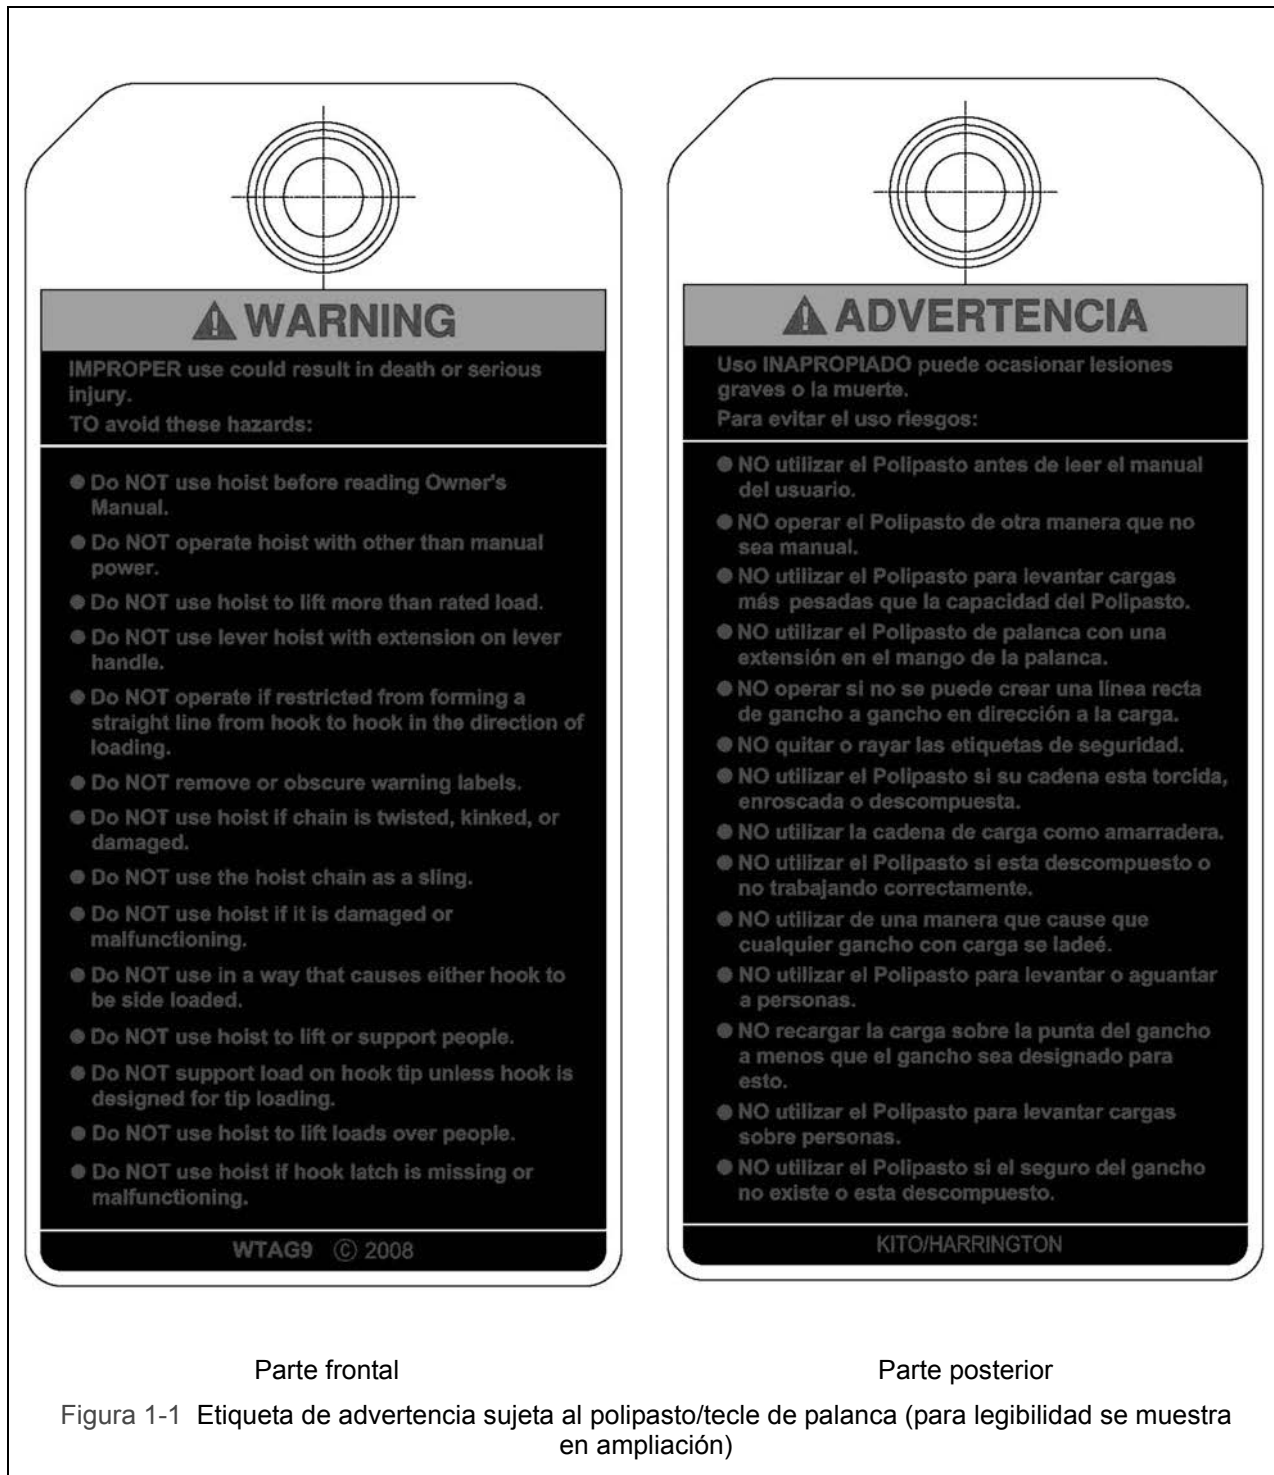 WARNING
IMPROPER use could result in death or serious
injury.
TO avoid these hazards:
● Do NOT use hoist before reading Owner's
Manual.
● Do NOT operate hoist with other than manual
power.
● Do NOT use hoist to lift more than rated load.
● Do NOT use lever hoist with extension on lever
handle.
● Do NOT operate if restricted from forming a
straight line from hook to hook in the direction of
loading.
● Do NOT remove or obscure warning labels.
● Do NOT use hoist if chain is twisted, kinked, or
damaged.
● Do NOT use the hoist chain as a sling.
● Do NOT use hoist if it is damaged or
malfunctioning.
● Do NOT use in a way that causes either hook to
be side loaded.
● Do NOT use hoist to lift or support people.
● Do NOT support load on hook tip unless hook is
designed for tip loading.
● Do NOT use hoist to lift loads over people.
● Do NOT use hoist if hook latch is missing or
malfunctioning.
WTAG9 © 2008
ADVERTENCIA
Uso INAPROPIADO puede ocasionar lesiones
graves o la muerte.
Para evitar el uso riesgos:
● NO utilizar el Polipasto antes de leer el manual
del usuario.
● NO operar el Polipasto de otra manera que no
sea manual.
● NO utilizar el Polipasto para levantar cargas
más pesadas que la capacidad del Polipasto.
● NO utilizar el Polipasto de palanca con una
extensión en el mango de la palanca.
● NO operar si no se puede crear una línea recta
de gancho a gancho en dirección a la carga.
● NO quitar o rayar las etiquetas de seguridad.
● NO utilizar el Polipasto si su cadena esta torcida,
enroscada o descompuesta.
● NO utilizar la cadena de carga como amarradera.
● NO utilizar el Polipasto si esta descompuesto o
no trabajando correctamente.
● NO utilizar de una manera que cause que
cualquier gancho con carga se ladeé.
● NO utilizar el Polipasto para levantar o aguantar
a personas.
● NO recargar la carga sobre la punta del gancho
a menos que el gancho sea designado para
esto.
● NO utilizar el Polipasto para levantar cargas
sobre personas.
● NO utilizar el Polipasto si el seguro del gancho
no existe o esta descompuesto.
KITO/HARRINGTON
Parte frontal
Parte posterior
Figura 1-1 Etiqueta de advertencia sujeta al polipasto/tecle de palanca (para legibilidad se muestra
en ampliación)